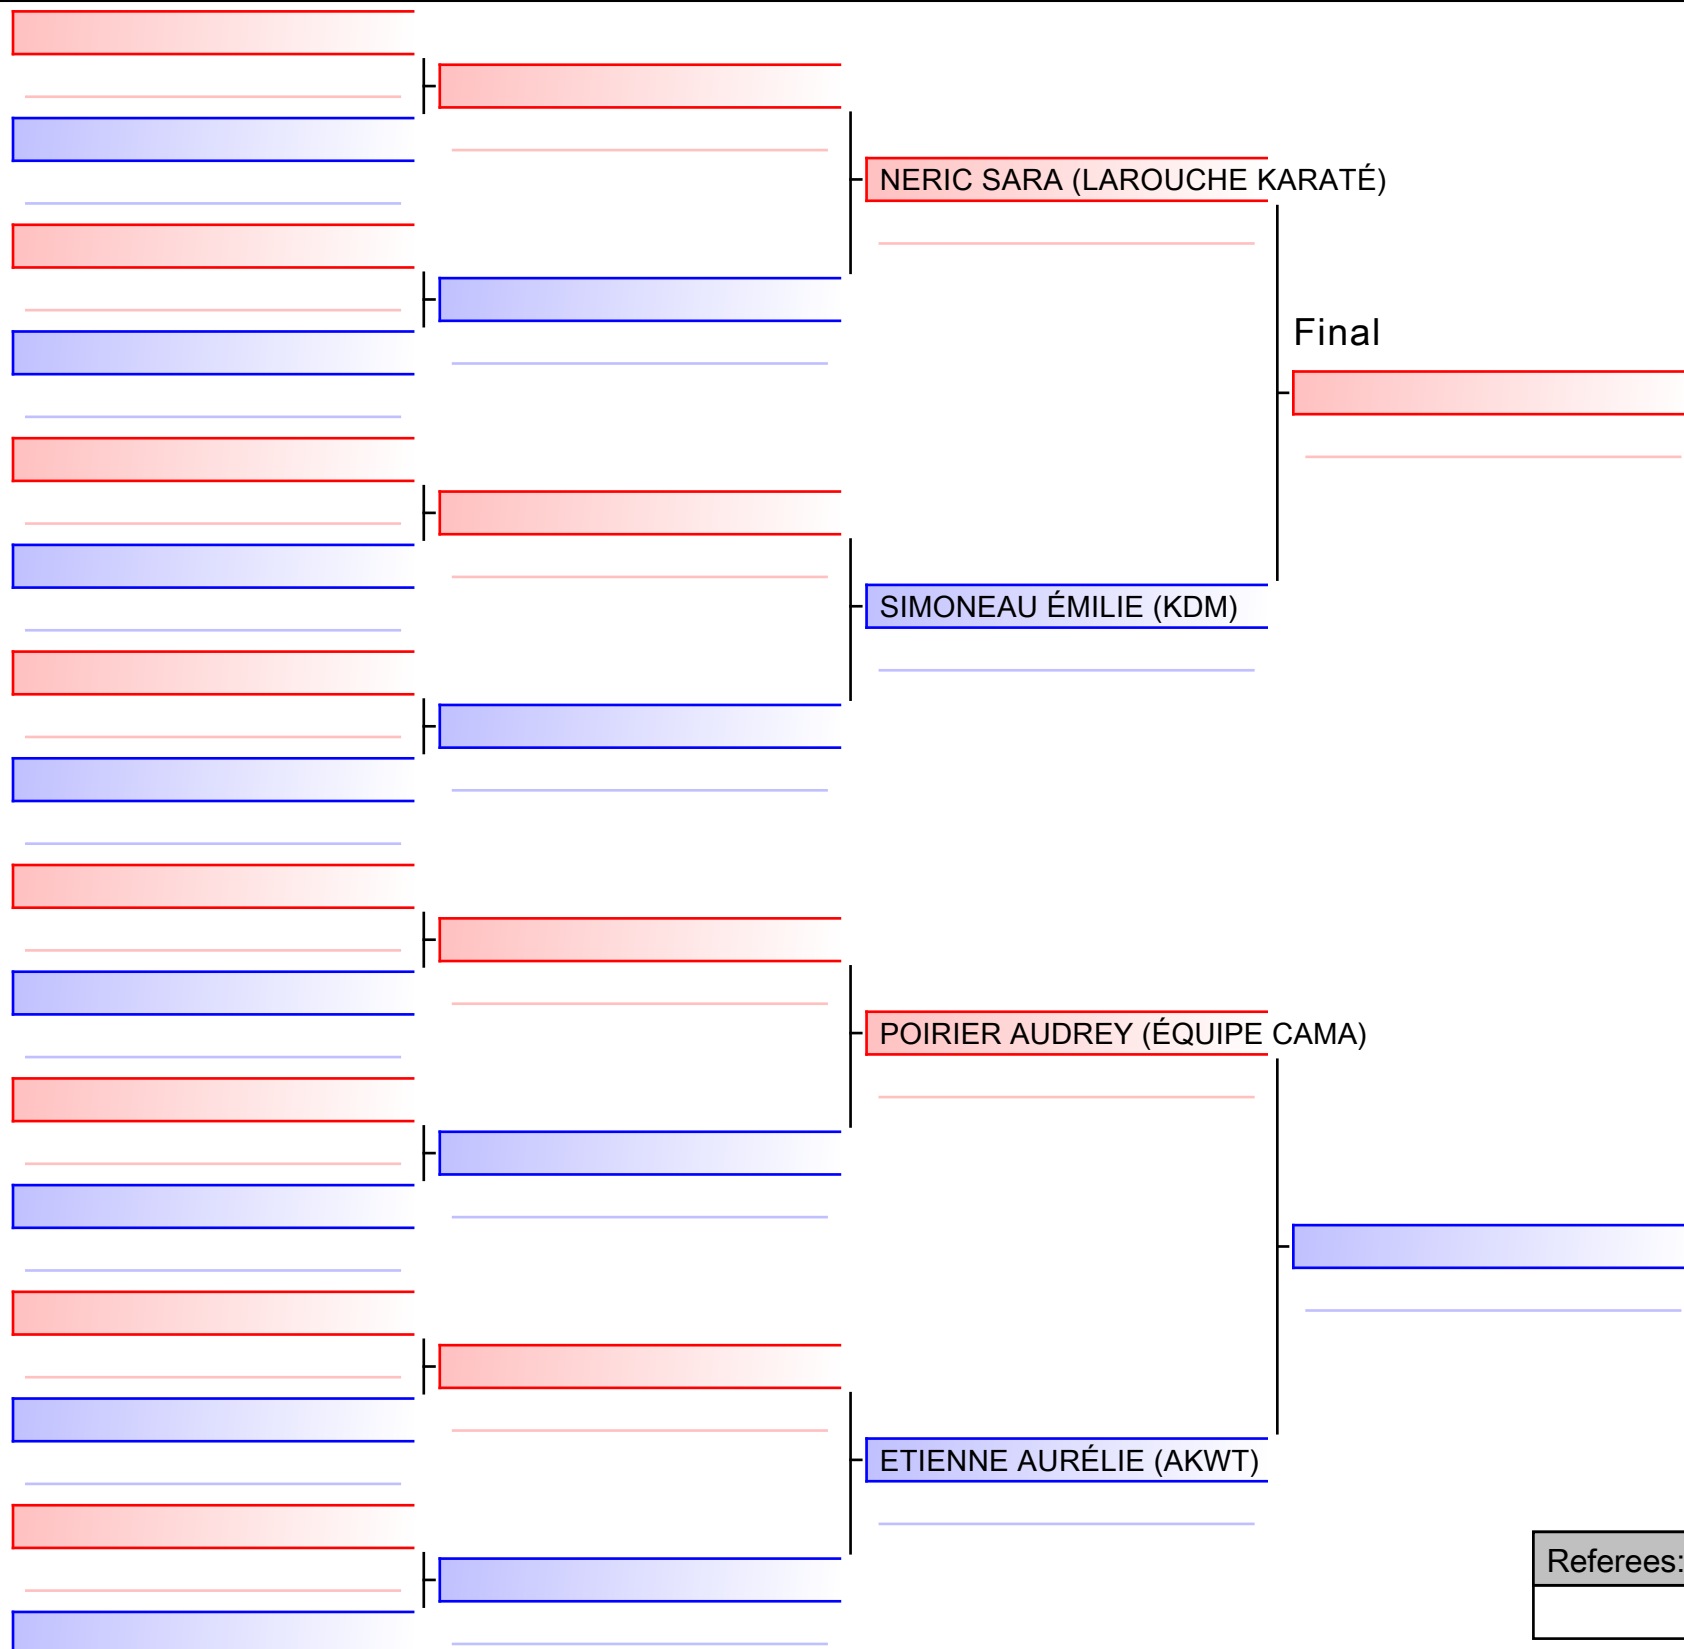 NERIC SARA (LAROUCHE KARATÉ)
Final
SIMONEAU ÉMILIE (KDM)
POIRIER AUDREY (ÉQUIPE CAMA)
ETIENNE AURÉLIE (AKWT)
Referees: